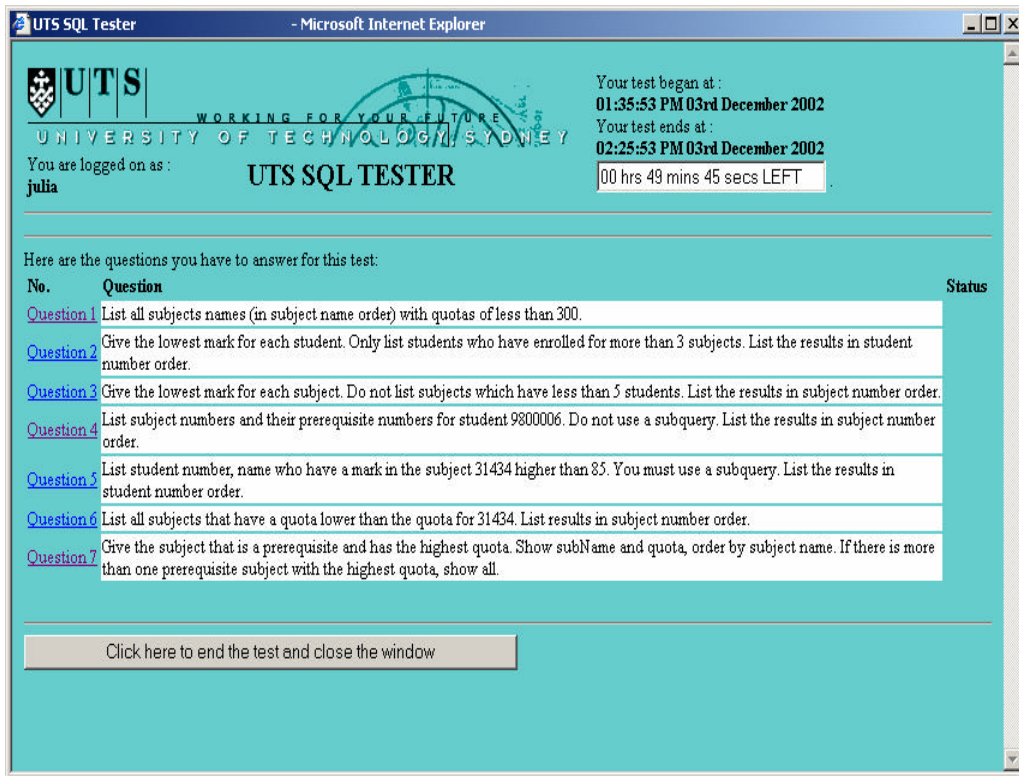 UTS SQL Tester - Microsoft Internet Explorer
UTS
WORKING FOR YOUR FUTURE
UNIVERSITY OF TECHNOLOGY, SYDNEY
You are logged on as :
julia
UTS SQL TESTER
Your test began at :
01:35:53 PM 03rd December 2002
Your test ends at :
02:25:53 PM 03rd December 2002
00 hrs 49 mins 45 secs LEFT .
Here are the questions you have to answer for this test:
No. Question Status
Question 1 List all subjects names (in subject name order) with quotas of less than 300.
Question 2 Give the lowest mark for each student. Only list students who have enrolled for more than 3 subjects. List the results in student
number order.
Question 3 Give the lowest mark for each subject. Do not list subjects which have less than 5 students. List the results in subject number order.
Question 4 List subject numbers and their prerequisite numbers for student 9800006. Do not use a subquery. List the results in subject number
order.
Question 5 List student number, name who have a mark in the subject 31434 higher than 85. You must use a subquery. List the results in
student number order.
Question 6 List all subjects that have a quota lower than the quota for 31434. List results in subject number order.
Question 7 Give the subject that is a prerequisite and has the highest quota. Show subName and quota, order by subject name. If there is more
than one prerequisite subject with the highest quota, show all.
Click here to end the test and close the window